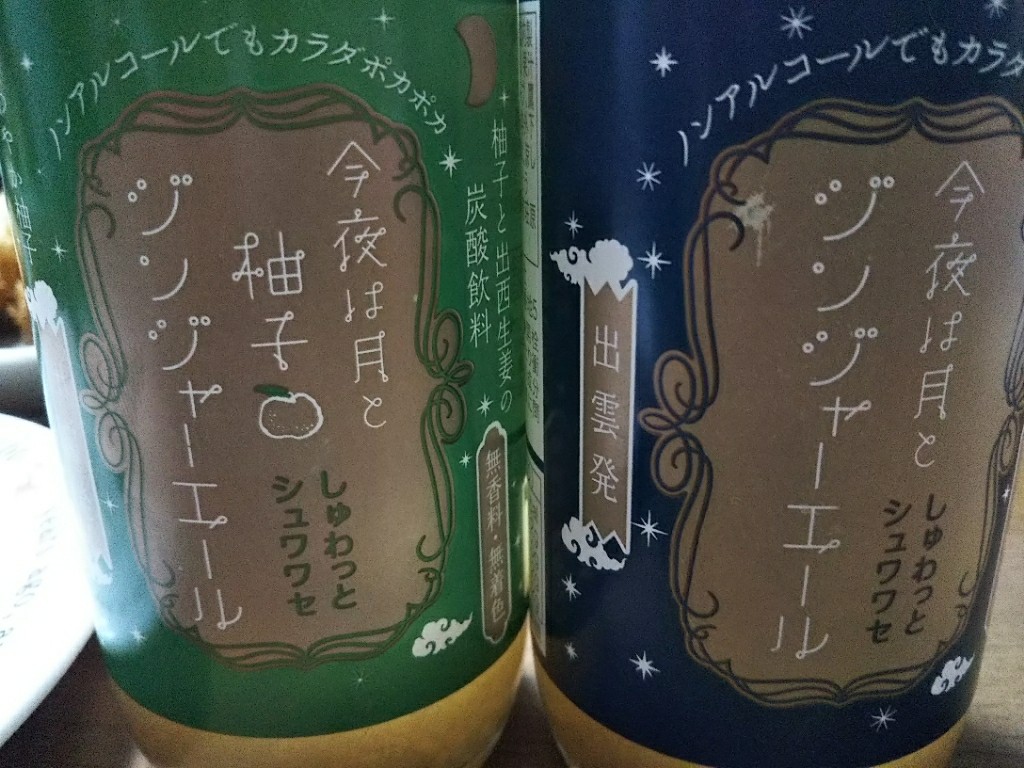 ノンアルコールでもカラダポカポカ
今夜は月と
柚子
ジンジャーエール
しゅわっと
シュワセ
柚子と出西生姜の
炭酸飲料
無香料・無着色
ノンアルコールでもカラダ
今夜は月と
ジンジャーエール
しゅわっと
シュワセ
出雲発